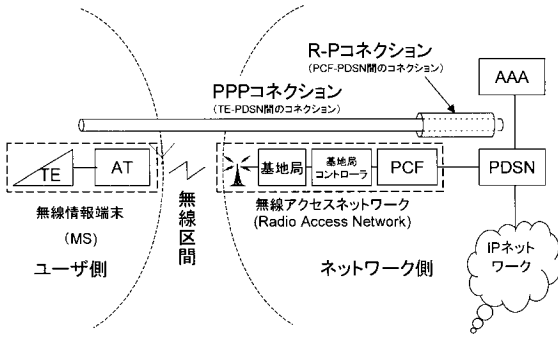 R-Pコネクション
(PCF-PDSN間のコネクション)
AAA
PPPコネクション
(TE-PDSN間のコネクション)
TE
AT
基地局
基地局
コントローラ
PCF
PDSN
無線情報端末
(MS)
無線区間
無線アクセスネットワーク
(Radio Access Network)
ユーザ側
ネットワーク側
iPネット
ワーク